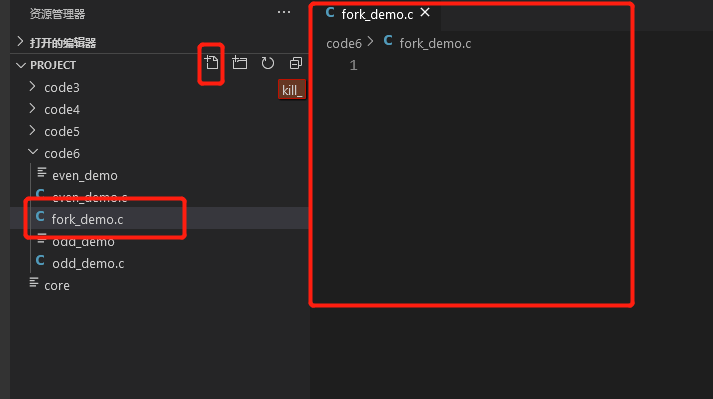 资源管理器
打开的编辑器
PROJECT
code3
kill_
code4
code5
code6
even_demo
C even_demo.c
C fork_demo.c
odd_demo
C odd_demo.c
core
C fork_demo.c
code6 > C fork_demo.c
1